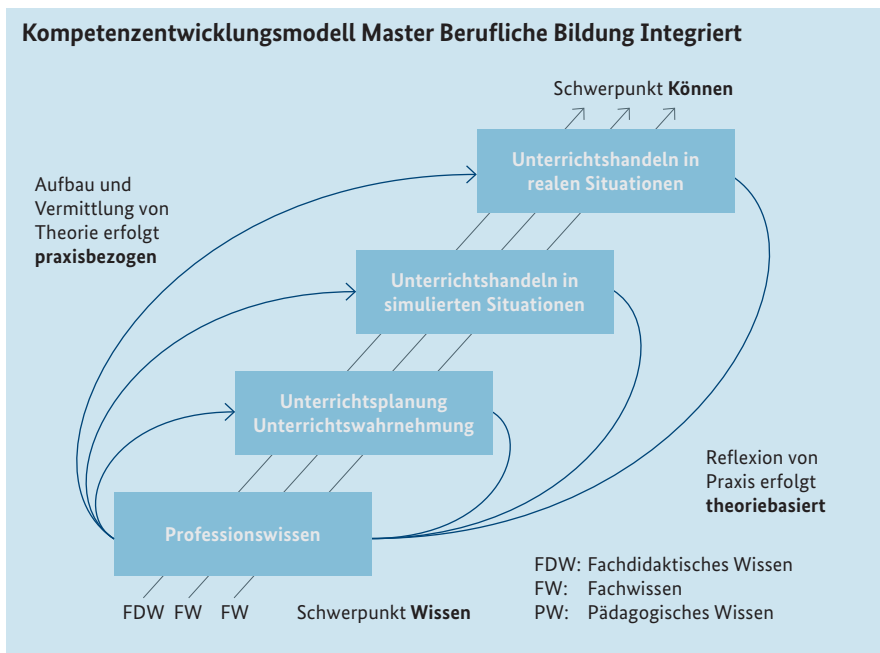 Kompetenzentwicklungsmodell Master Berufliche Bildung Integriert
Schwerpunkt Können
Unterrichtshandeln in
realen Situationen
Aufbau und
Vermittlung von
Theorie erfolgt
praxisbezogen
Unterrichtshandeln in
simulierten Situationen
Unterrichtsplanung
Unterrichtswahrnehmung
Reflexion von
Praxis erfolgt
theoriebasiert
Professionswissen
FDW: Fachdidaktisches Wissen
FW: Fachwissen
PW: Pädagogisches Wissen
FDW FW FW
Schwerpunkt Wissen